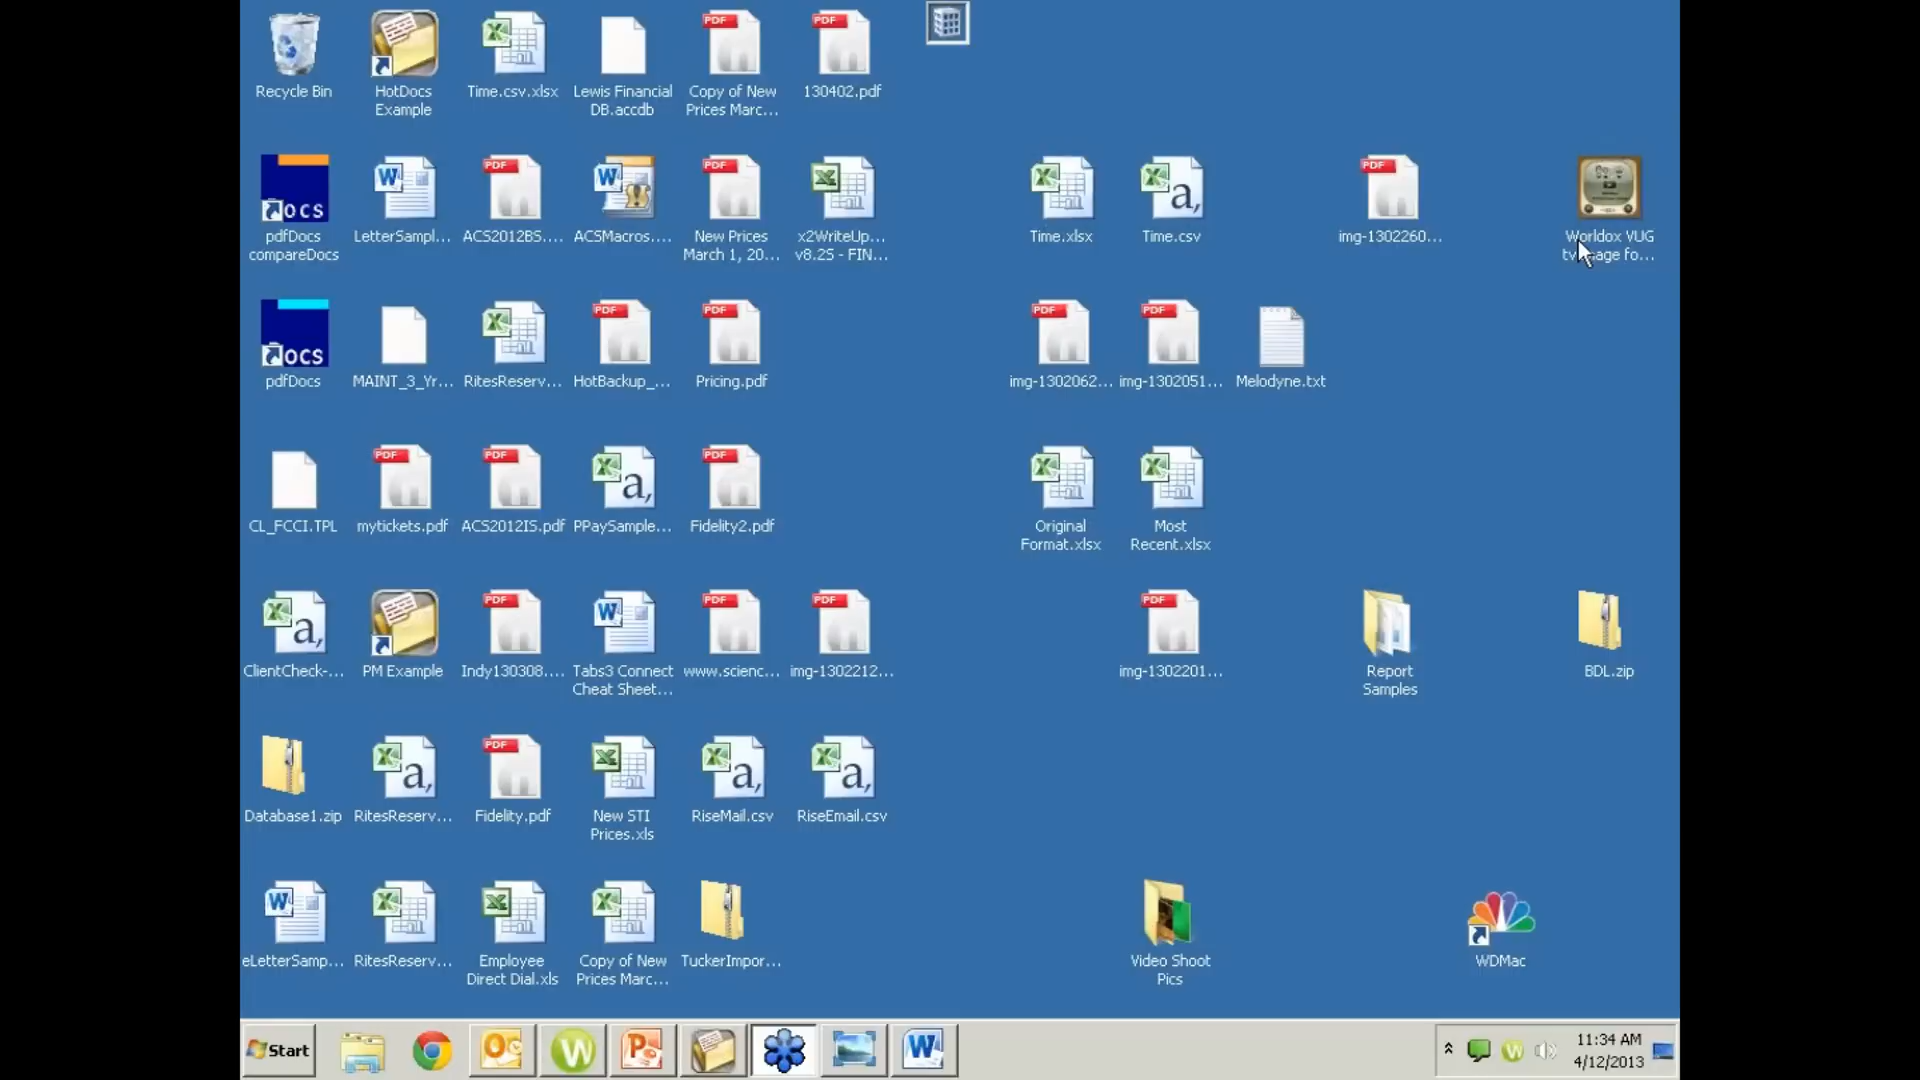 Recycle Bin
HotDocs
Example
Time.csv.xlsx
Lewis Financial
DB.accdb
Copy of New
Prices Marc...
130402.pdf
pdfDocs
compareDocs
LetterSampl...
ACS2012BS....
ACSMacros....
New Prices
March 1, 20...
x2WriteUp...
v8.25 - FIN...
Time.xlsx
Time.csv
img-1302260...
Worldox VUG
pdfDocs
MAINT_3_Yr...
RitesReserv...
HotBackup_...
Pricing.pdf
img-1302062...
img-1302051...
Melodyne.txt
CL_FCCI.TPL
mytickets.pdf
ACS2012IS.pdf
PPaySample...
Fidelity2.pdf
Original
Format.xlsx
Most
Recent.xlsx
ClientCheck-...
PM Example
Indy130308....
Tabs3 Connect
Cheat Sheet...
www.scienc...
img-1302212...
img-1302201...
Report
Samples
BDL.zip
Database1.zip
RitesReserv...
Fidelity.pdf
New STI
Prices.xls
RiseMail.csv
RiseEmail.csv
eLetterSamp...
RitesReserv...
Employee
Direct Dial.xls
Copy of New
Prices Marc...
TuckerImpor...
Video Shoot
Pics
WDMac
Start
11:34 AM
4/12/2013